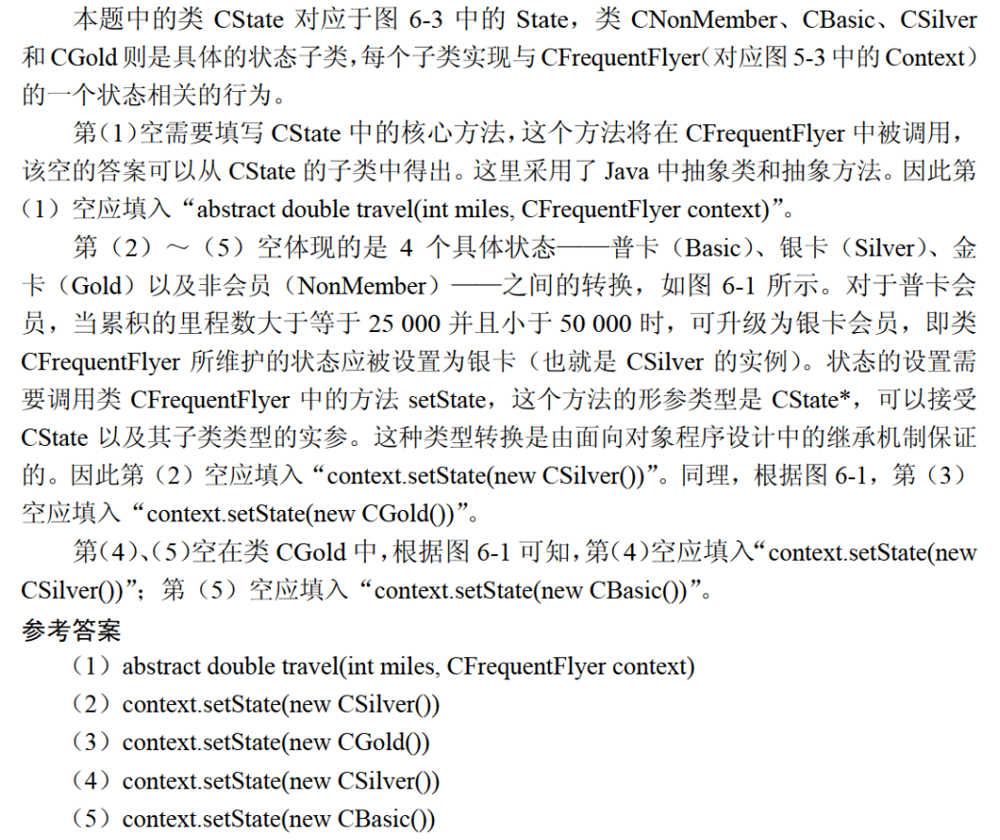 本题中的类 CState 对应于图 6-3 中的 State，类 CNonMember、CBasic、CSilver
和 CGold 则是具体的状态子类，每个子类实现与 CFrequentFlyer（对应图 5-3 中的 Context）
的一个状态相关的行为。
第（1）空需要填写 CState 中的核心方法，这个方法将在 CFrequentFlyer 中被调用，
该空的答案可以从 CState 的子类中得出。这里采用了 Java 中抽象类和抽象方法。因此第
（1）空应填入“abstract double travel(int miles, CFrequentFlyer context)”。
第（2）～（5）空体现的是 4 个具体状态——普卡（Basic）、银卡（Silver）、金
卡（Gold）以及非会员（NonMember）——之间的转换，如图 6-1 所示。对于普卡会
员，当累积的里程数大于等于 25 000 并且小于 50 000 时，可升级为银卡会员，即类
CFrequentFlyer 所维护的状态应被设置为银卡（也就是 CSilver 的实例）。状态的设置需
要调用类 CFrequentFlyer 中的方法 setState，这个方法的形参类型是 CState*，可以接受
CState 以及其子类类型的实参。这种类型转换是由面向对象程序设计中的继承机制保证
的。因此第（2）空应填入“context.setState(new CSilver())”。同理，根据图 6-1，第（3）
空应填入“context.setState(new CGold())”。
第（4）、（5）空在类 CGold 中，根据图 6-1 可知，第（4）空应填入“context.setState(new
CSilver())”；第（5）空应填入“context.setState(new CBasic())”。
参考答案
（1）abstract double travel(int miles, CFrequentFlyer context)
（2）context.setState(new CSilver())
（3）context.setState(new CGold())
（4）context.setState(new CSilver())
（5）context.setState(new CBasic())